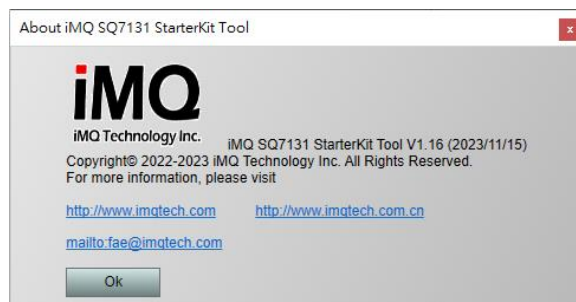 About iMQ SQ7131 StarterKit Tool
x
iMQ
iMQ Technology Inc.
iMQ SQ7131 StarterKit Tool V1.16 (2023/11/15)
Copyright© 2022-2023 iMQ Technology Inc. All Rights Reserved.
For more information, please visit
http://www.imqtech.com http://www.imqtech.com.cn
mailto:fae@imqtech.com
Ok